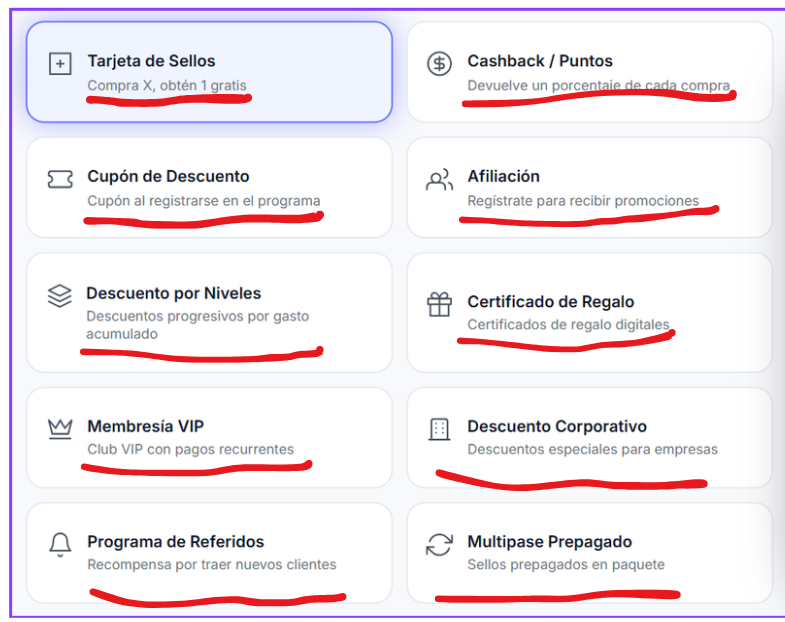 Tarjeta de Sellos
Compra X, obtén 1 gratis
Cashback / Puntos
Devuelve un porcentaje de cada compra
Cupón de Descuento
Cupón al registrarse en el programa
Afiliación
Regístrate para recibir promociones
Descuento por Niveles
Descuentos progresivos por gasto
acumulado
Certificado de Regalo
Certificados de regalo digitales
Membresía VIP
Club VIP con pagos recurrentes
Descuento Corporativo
Descuentos especiales para empresas
Programa de Referidos
Recompensa por traer nuevos clientes
Multipase Prepagado
Sellos prepagados en paquete